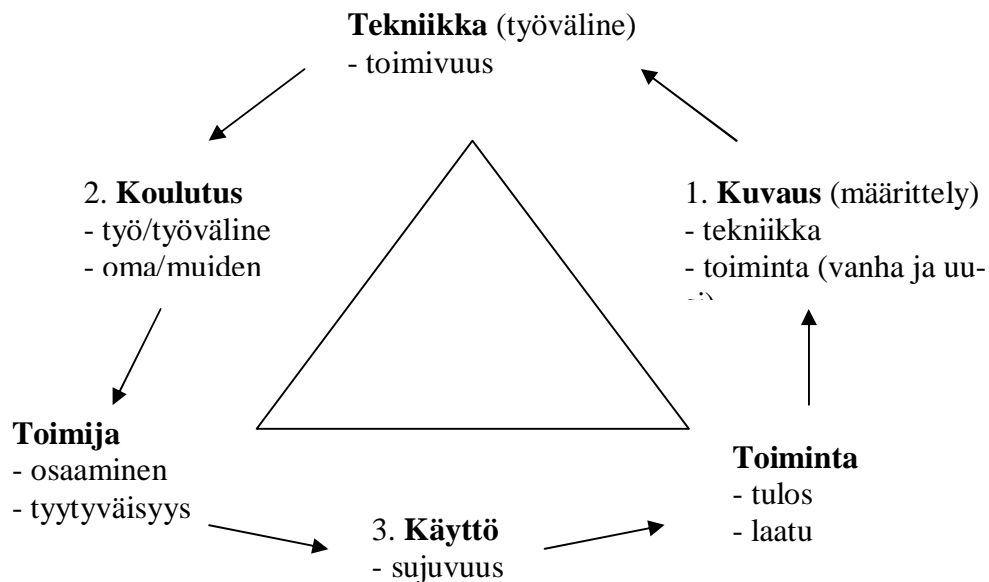 Tekniikka (työväline)
- toimivuus
2. Koulutus
- työ/työväline
- oma/muiden
1. Kuvaus (määrittely)
- tekniikka
- toiminta (vanha ja uu-
Toimija
- osaaminen
- tyytyväisyys
3. Käyttö
- sujuvuus
Toiminta
- tulos
- laatu